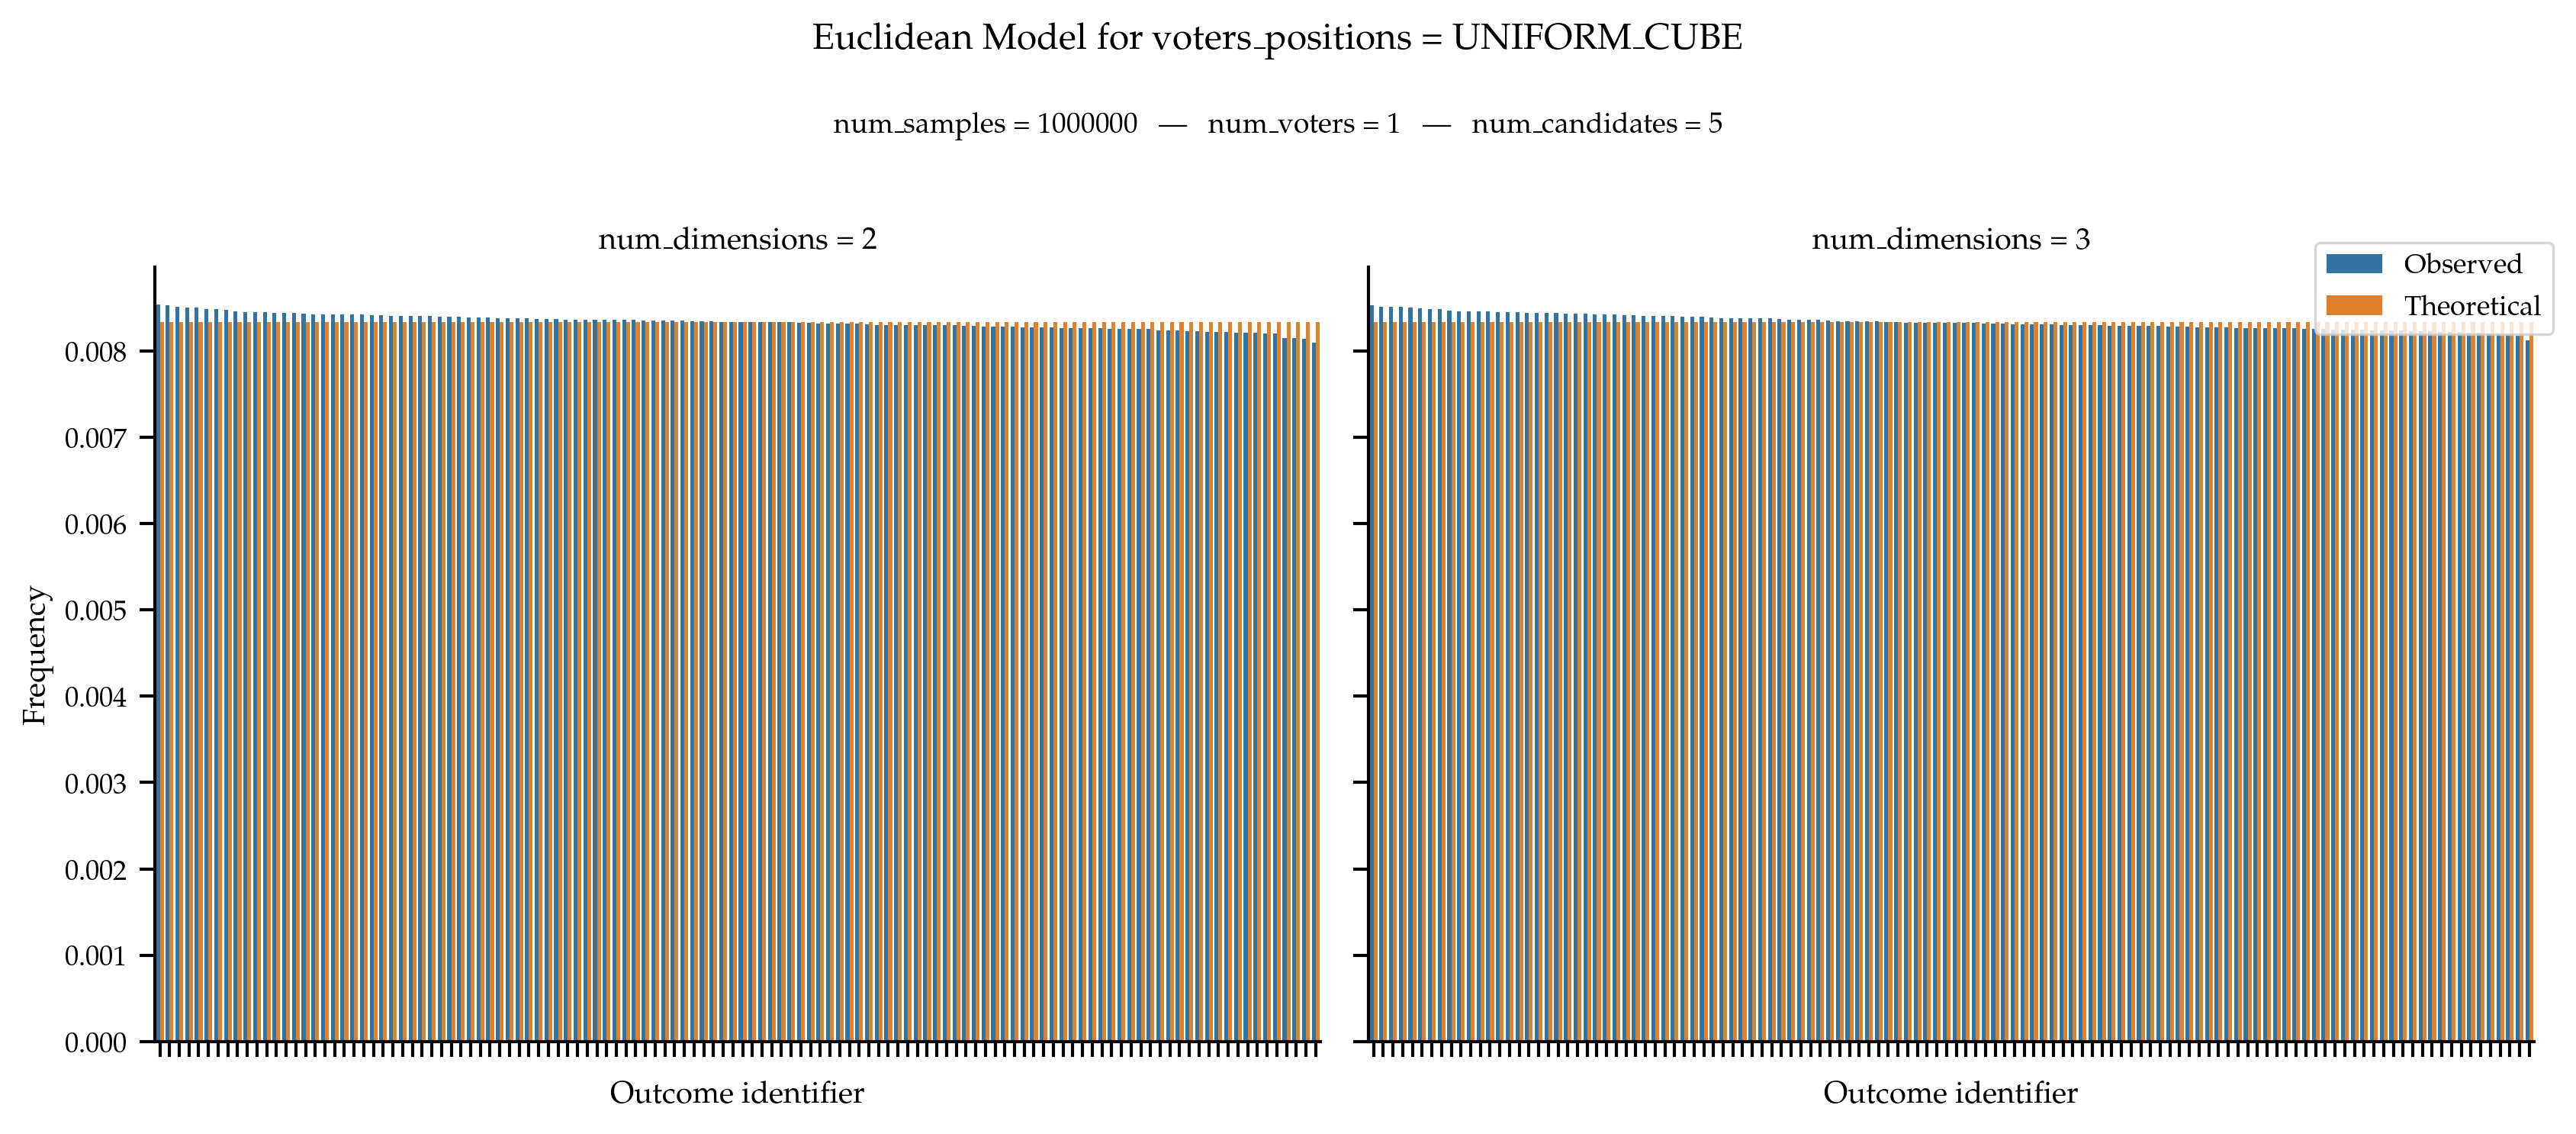 Euclidean Model for voters_positions = UNIFORM_CUBE
num_samples = 1000000 — num_voters = 1 — num_candidates = 5
num_dimensions = 2
num_dimensions = 3
Observed
Theoretical
0.008
0.007
0.006
0.005
0.004
0.003
0.002
0.001
0.000
Frequency
Outcome identifier
Outcome identifier